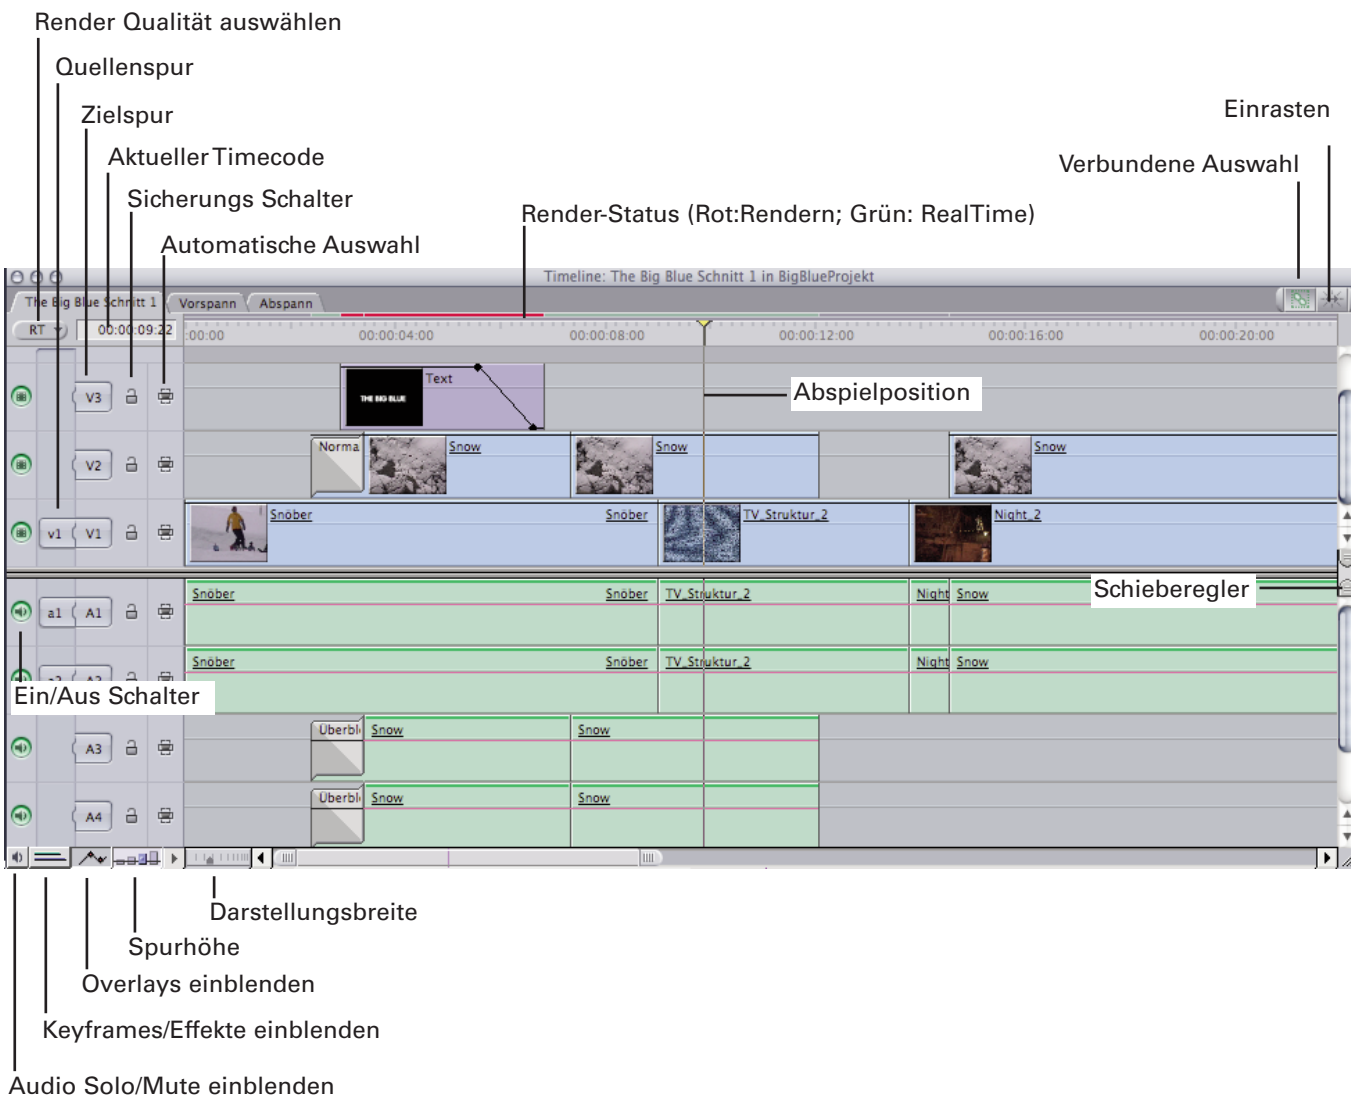 Render Qualität auswählen
Quellenspur
Zielspur
Einrasten
Aktueller Timecode
Verbundene Auswahl
Sicherungs Schalter
Render-Status (Rot:Rendern; Grün: RealTime)
Automatische Auswahl
Timeline: The Big Blue Schnitt 1 in BigBlueProjekt
The Big Blue Schnitt 1 Vorspann Abspann
RT 00:00:09:22 :00:00 00:00:04:00 00:00:08:00 00:00:12:00 00:00:16:00 00:00:20:00
V3 THE BIG BLUE Text Abspielposition
V2 Norma Snow Snow Snow
v1 V1 Snöber Snöber TV_Struktur_2 Night_2
a1 A1 Snöber Snöber TV_Struktur_2 Night Snow Schieberegler
Snöber Snöber TV_Struktur_2 Night Snow
Ein/Aus Schalter
A3 Überbl Snow Snow
A4 Überbl Snow Snow
Darstellungsbreite
Spurhöhe
Overlays einblenden
Keyframes/Effekte einblenden
Audio Solo/Mute einblenden